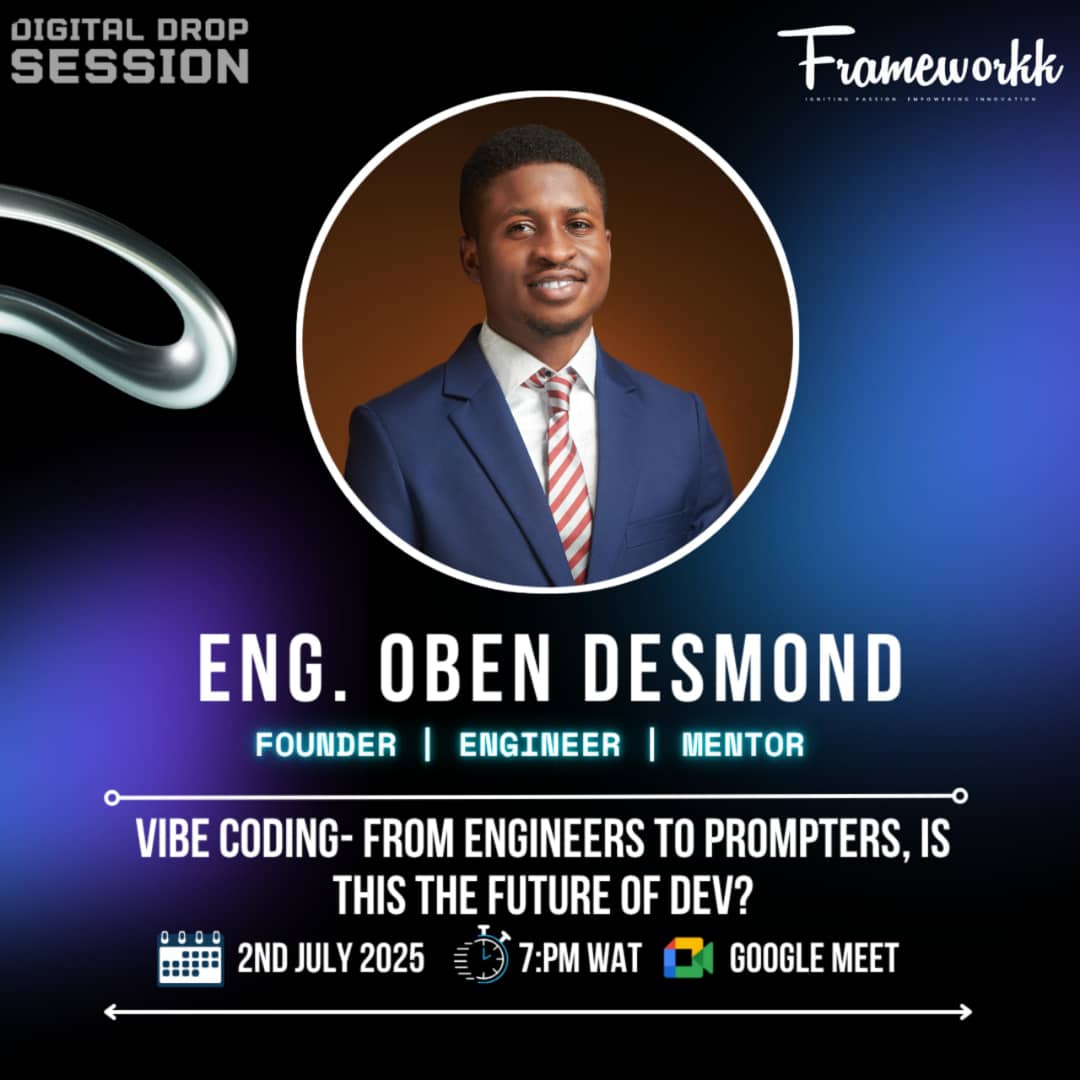 DIGITAL DROP
SESSION
Frameworkk
IGNITING PASSION EMPOWERING INNOVATION
ENG. OBEN DESMOND
FOUNDER | ENGINEER | MENTOR
VIBE CODING- FROM ENGINEERS TO PROMPTERS, IS
THIS THE FUTURE OF DEV?
2ND JULY 2025 7:PM WAT GOOGLE MEET